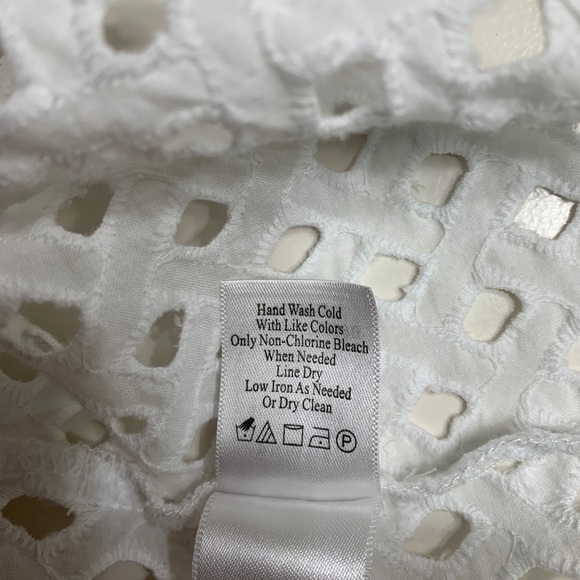 Hand Wash Cold
With Like Colors
Only Non-Chlorine Bleach
When Needed
Line Dry
Low Iron As Needed
Or Dry Clean
P